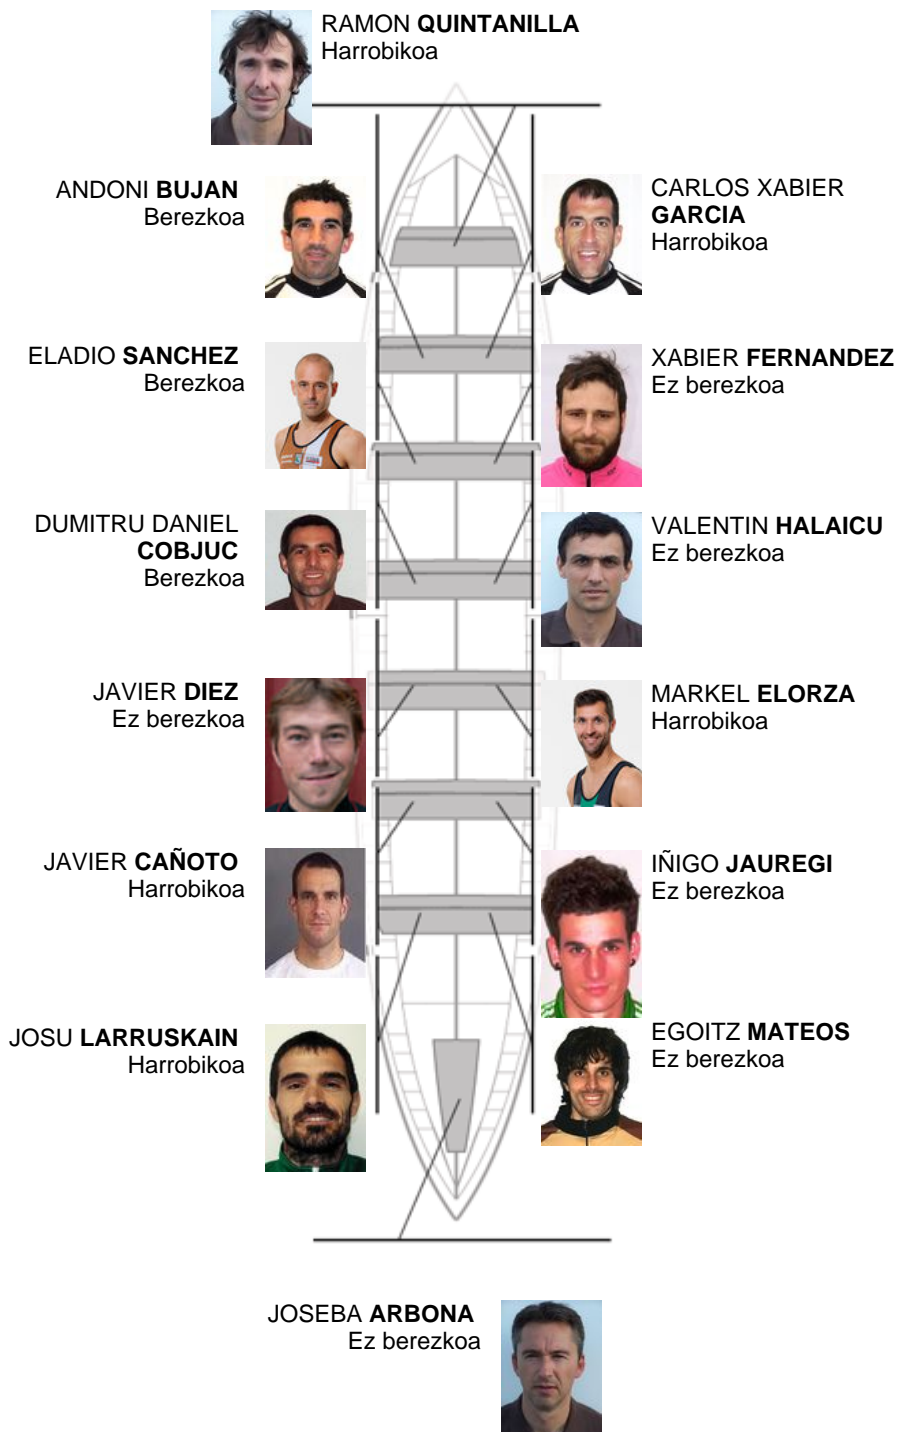 RAMON QUINTANILLA
Harrobikoa
ANDONI BUJAN
Berezkoa
CARLOS XABIER
GARCIA
Harrobikoa
ELADIO SANCHEZ
Berezkoa
XABIER FERNANDEZ
Ez berezkoa
DUMITRU DANIEL
COBJUC
Berezkoa
VALENTIN HALAICU
Ez berezkoa
JAVIER DIEZ
Ez berezkoa
MARKEL ELORZA
Harrobikoa
JAVIER CAÑOTO
Harrobikoa
IÑIGO JAUREGI
Ez berezkoa
JOSU LARRUSKAIN
Harrobikoa
EGOITZ MATEOS
Ez berezkoa
JOSEBA ARBONA
Ez berezkoa